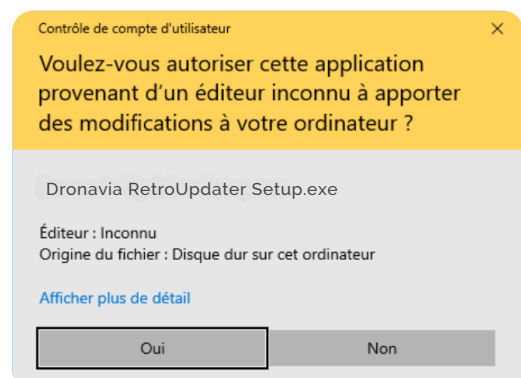 Contrôle de compte d'utilisateur
Voulez-vous autoriser cette application
provenant d’un éditeur inconnu à apporter
des modifications à votre ordinateur ?
Dronavia RetroUpdater Setup.exe
Éditeur : Inconnu
Origine du fichier : Disque dur sur cet ordinateur
Afficher plus de détail
Oui
Non